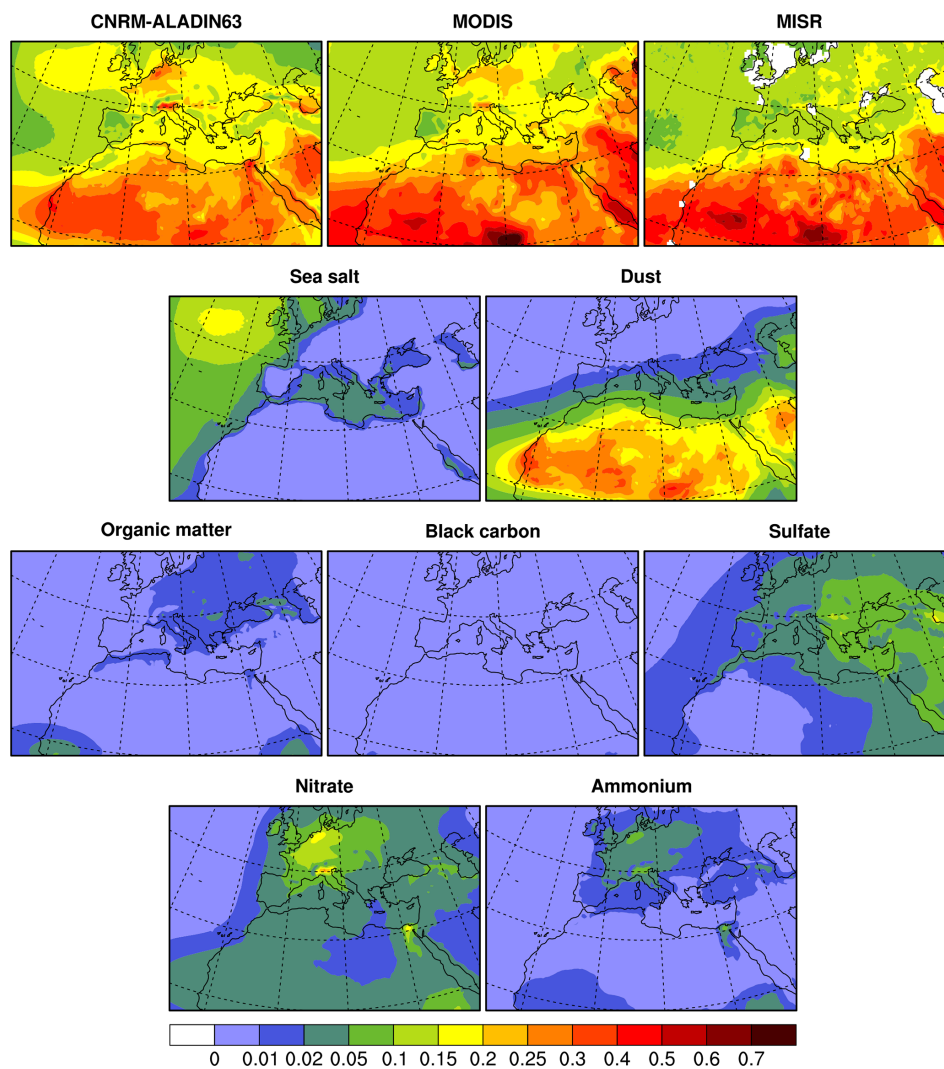 CNRM-ALADIN63 MODIS MISR
Sea salt Dust
Organic matter Black carbon Sulfate
Nitrate Ammonium
0 0.01 0.02 0.05 0.1 0.15 0.2 0.25 0.3 0.4 0.5 0.6 0.7